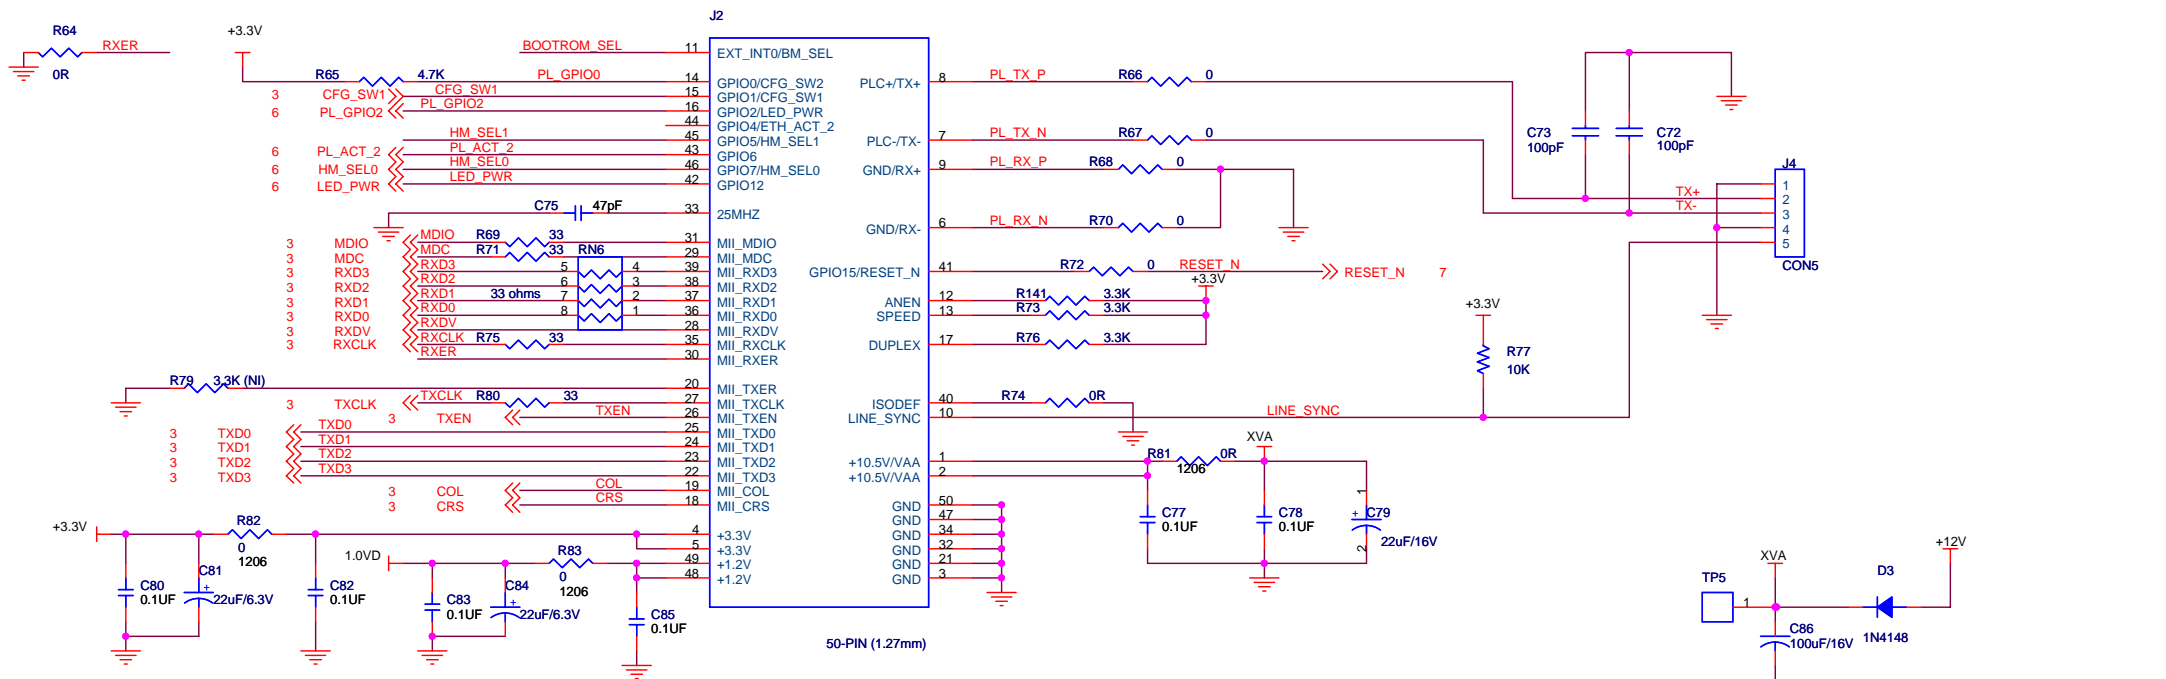 J2
R64
+3.3V
RXER
0R
BOOTROM_SEL
11
EXT_INT0/BM_SEL
R65
4.7K
PL_GPIO0
14
GPIO0/CFG_SW2
3
CFG_SW1
CFG_SW1
15
GPIO1/CFG_SW1
6
PL_GPIO2
PL_GPIO2
16
GPIO2/LED_PWR
44
GPIO4/ETH_ACT_2
HM_SEL1
45
GPIO5/HM_SEL1
6
PL_ACT_2
PL_ACT_2
43
GPIO6
6
HM_SEL0
HM_SEL0
46
GPIO7/HM_SEL0
6
LED_PWR
LED_PWR
42
GPIO12
C75
47pF
33
25MHZ
3
MDIO
MDIO
R69
33
31
MII_MDIO
3
MDC
MDC
R71
33
RN6
29
MII_MDC
3
RXD3
RXD3
5
4
39
MII_RXD3
3
RXD2
RXD2
6
3
38
MII_RXD2
3
RXD1
RXD1
33 ohms
7
2
37
MII_RXD1
3
RXD0
RXD0
8
1
36
MII_RXD0
3
RXDV
RXDV
28
MII_RXDV
3
RXCLK
RXCLK
R75
33
35
MII_RXCLK
RXER
30
MII_RXER
R79
3.3K (NI)
20
MII_TXER
3
TXCLK
TXCLK
R80
33
27
MII_TXCLK
3
TXEN
TXEN
26
MII_TXEN
3
TXD0
TXD0
25
MII_TXD0
3
TXD1
TXD1
24
MII_TXD1
3
TXD2
TXD2
23
MII_TXD2
3
TXD3
TXD3
22
MII_TXD3
3
COL
COL
19
MII_COL
3
CRS
CRS
18
MII_CRS
+3.3V
R82
0
1206
4
+3.3V
5
+3.3V
C80
0.1UF
C81
+
22uF/6.3V
C82
0.1UF
1.0VD
R83
0
1206
49
+1.2V
48
+1.2V
C83
0.1UF
C84
+
22uF/6.3V
C85
0.1UF
PLC+/TX+
8
PL_TX_P
R66
0
PLC-/TX-
7
PL_TX_N
R67
0
GND/RX+
9
PL_RX_P
R68
0
GND/RX-
6
PL_RX_N
R70
0
GPIO15/RESET_N
41
R72
0
RESET_N
RESET_N
7
+3.3V
ANEN
12
R141
3.3K
SPEED
13
R73
3.3K
DUPLEX
17
R76
3.3K
ISODEF
40
R74
0R
LINE_SYNC
10
LINE_SYNC
+10.5V/VAA
1
R81
0R
1206
XVA
+10.5V/VAA
2
GND
50
GND
47
GND
34
GND
32
GND
21
GND
3
C77
0.1UF
C78
0.1UF
1
+
C79
22uF/16V
2
50-PIN (1.27mm)
C73
100pF
C72
100pF
J4
TX+
TX-
1
2
3
4
5
CON5
+3.3V
R77
10K
XVA
+12V
TP5
1
D3
1N4148
C86
100uF/16V